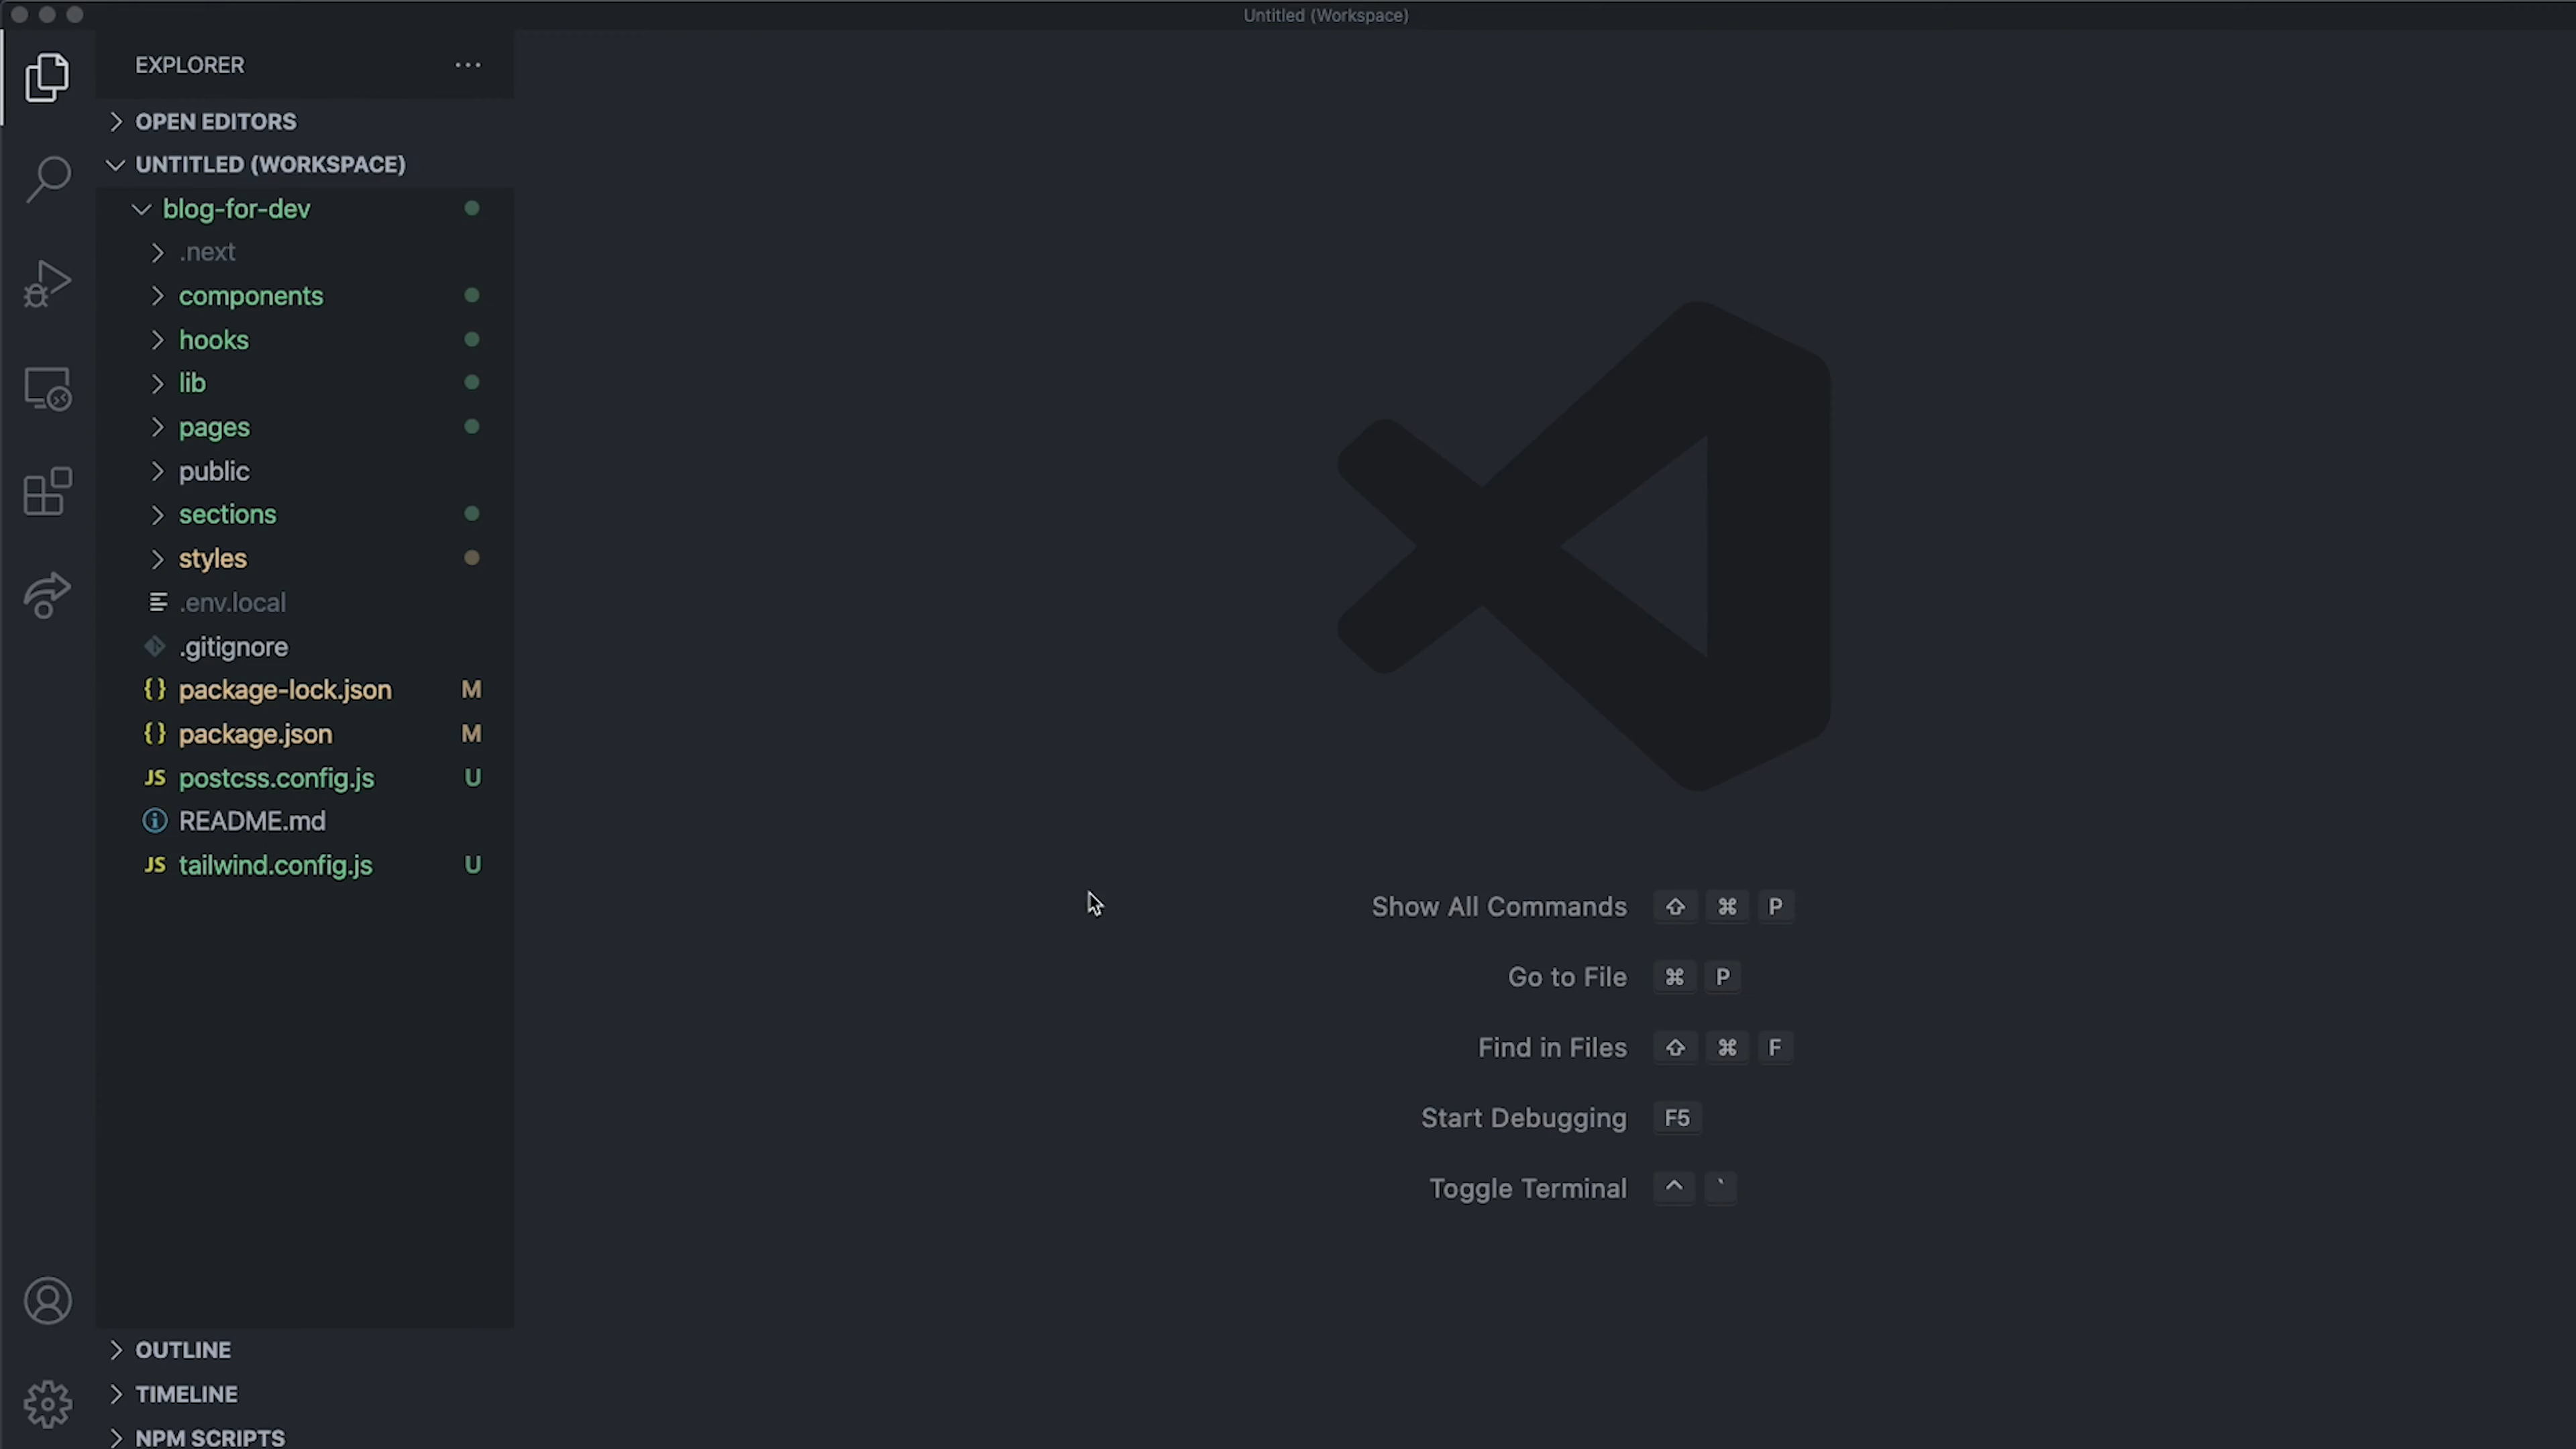 Untitled (Workspace)
EXPLORER
OPEN EDITORS
UNTITLED (WORKSPACE)
blog-for-dev
.next
components
hooks
lib
pages
public
sections
styles
.env.local
.gitignore
{} package-lock.json M
{} package.json M
JS postcss.config.js U
README.md
JS tailwind.config.js U
OUTLINE
TIMELINE
NPM SCRIPTS
Show All Commands ⇧ ⌘ P
Go to File ⌘ P
Find in Files ⇧ ⌘ F
Start Debugging F5
Toggle Terminal ^ `